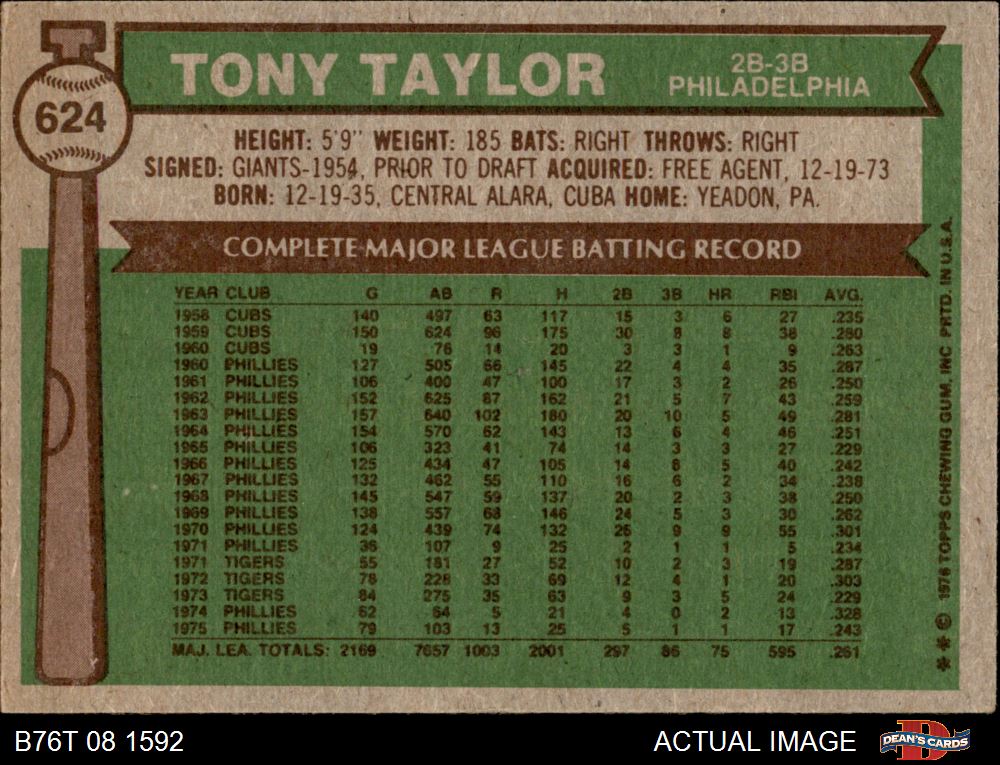 TONY TAYLOR
2B-3B
PHILADELPHIA
624
HEIGHT: 5'9" WEIGHT: 185 BATS: RIGHT THROWS: RIGHT
SIGNED: GIANTS-1954, PRIOR TO DRAFT ACQUIRED: FREE AGENT, 12-19-73
BORN: 12-19-35, CENTRAL ALARA, CUBA HOME: YEADON, PA.
COMPLETE MAJOR LEAGUE BATTING RECORD
YEAR CLUB G AB R H 2B 3B HR RBI AVG.
1958 CUBS 140 497 63 117 15 3 6 27 .235
1959 CUBS 150 624 96 175 30 8 8 38 .280
1960 CUBS 19 76 14 20 3 3 1 9 .263
1960 PHILLIES 127 505 66 145 22 4 4 35 .287
1961 PHILLIES 106 400 47 100 17 3 2 26 .250
1962 PHILLIES 152 625 87 162 21 5 7 43 .259
1963 PHILLIES 157 640 102 180 20 10 5 49 .281
1964 PHILLIES 154 570 62 143 13 6 4 46 .251
1965 PHILLIES 106 323 41 74 14 3 3 27 .229
1966 PHILLIES 125 434 47 105 14 8 5 40 .242
1967 PHILLIES 132 462 55 110 16 6 2 34 .238
1968 PHILLIES 145 547 59 137 20 2 3 38 .250
1969 PHILLIES 138 557 68 146 24 5 3 30 .262
1970 PHILLIES 124 439 74 132 26 9 9 55 .301
1971 PHILLIES 36 107 9 25 2 1 1 5 .234
1971 TIGERS 55 181 27 52 10 2 3 19 .287
1972 TIGERS 78 228 33 69 12 4 1 20 .303
1973 TIGERS 84 275 35 63 9 3 5 24 .229
1974 PHILLIES 62 64 5 21 4 0 2 13 .328
1975 PHILLIES 79 103 13 25 5 1 1 17 .243
MAJ. LEA. TOTALS: 2169 7657 1003 2001 297 86 75 595 .261
✱✱© 1976 TOPPS CHEWING GUM, INC PRTD. IN U.S.A.
B76T 08 1592
ACTUAL IMAGE
DEAN'S CARDS